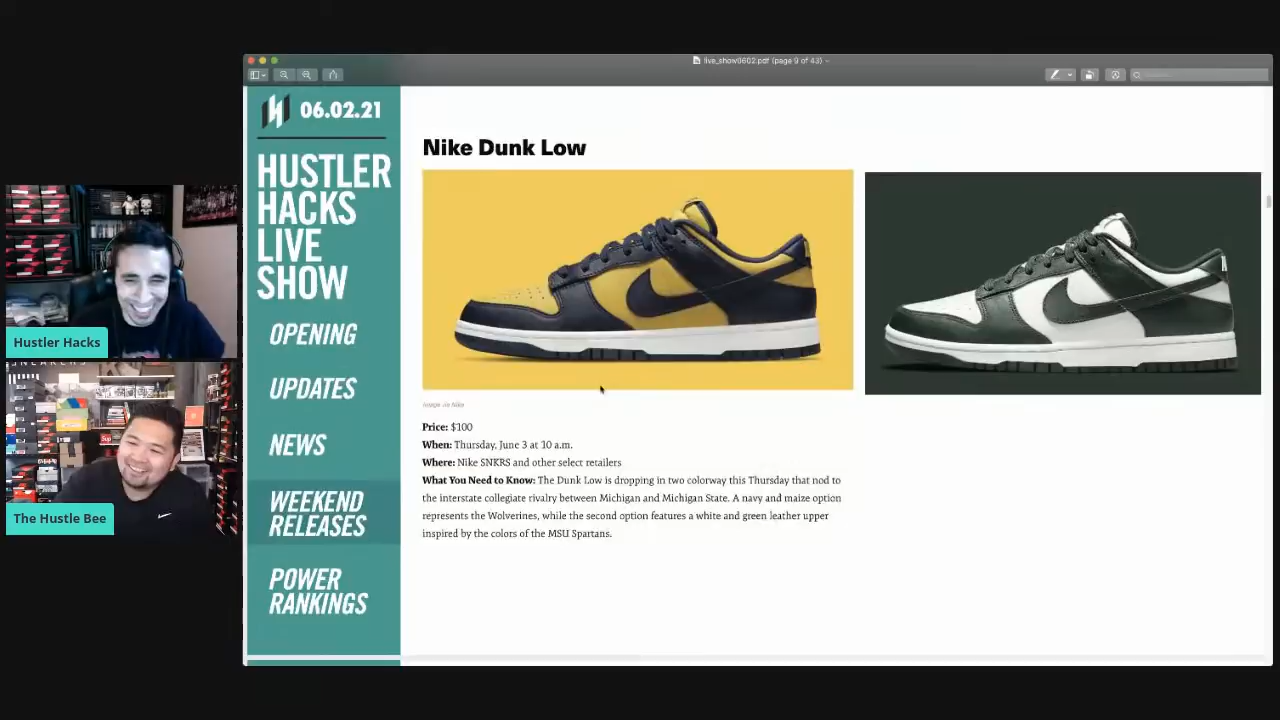 live_show0602.pdf (page 9 of 43)
06.02.21
HUSTLER
HACKS
LIVE
SHOW
OPENING
UPDATES
NEWS
WEEKEND
RELEASES
POWER
RANKINGS
Nike Dunk Low
Image via Nike
Price: $100
When: Thursday, June 3 at 10 a.m.
Where: Nike SNKRS and other select retailers
What You Need to Know: The Dunk Low is dropping in two colorway this Thursday that nod to
the interstate collegiate rivalry between Michigan and Michigan State. A navy and maize option
represents the Wolverines, while the second option features a white and green leather upper
inspired by the colors of the MSU Spartans.
Hustler Hacks
The Hustle Bee